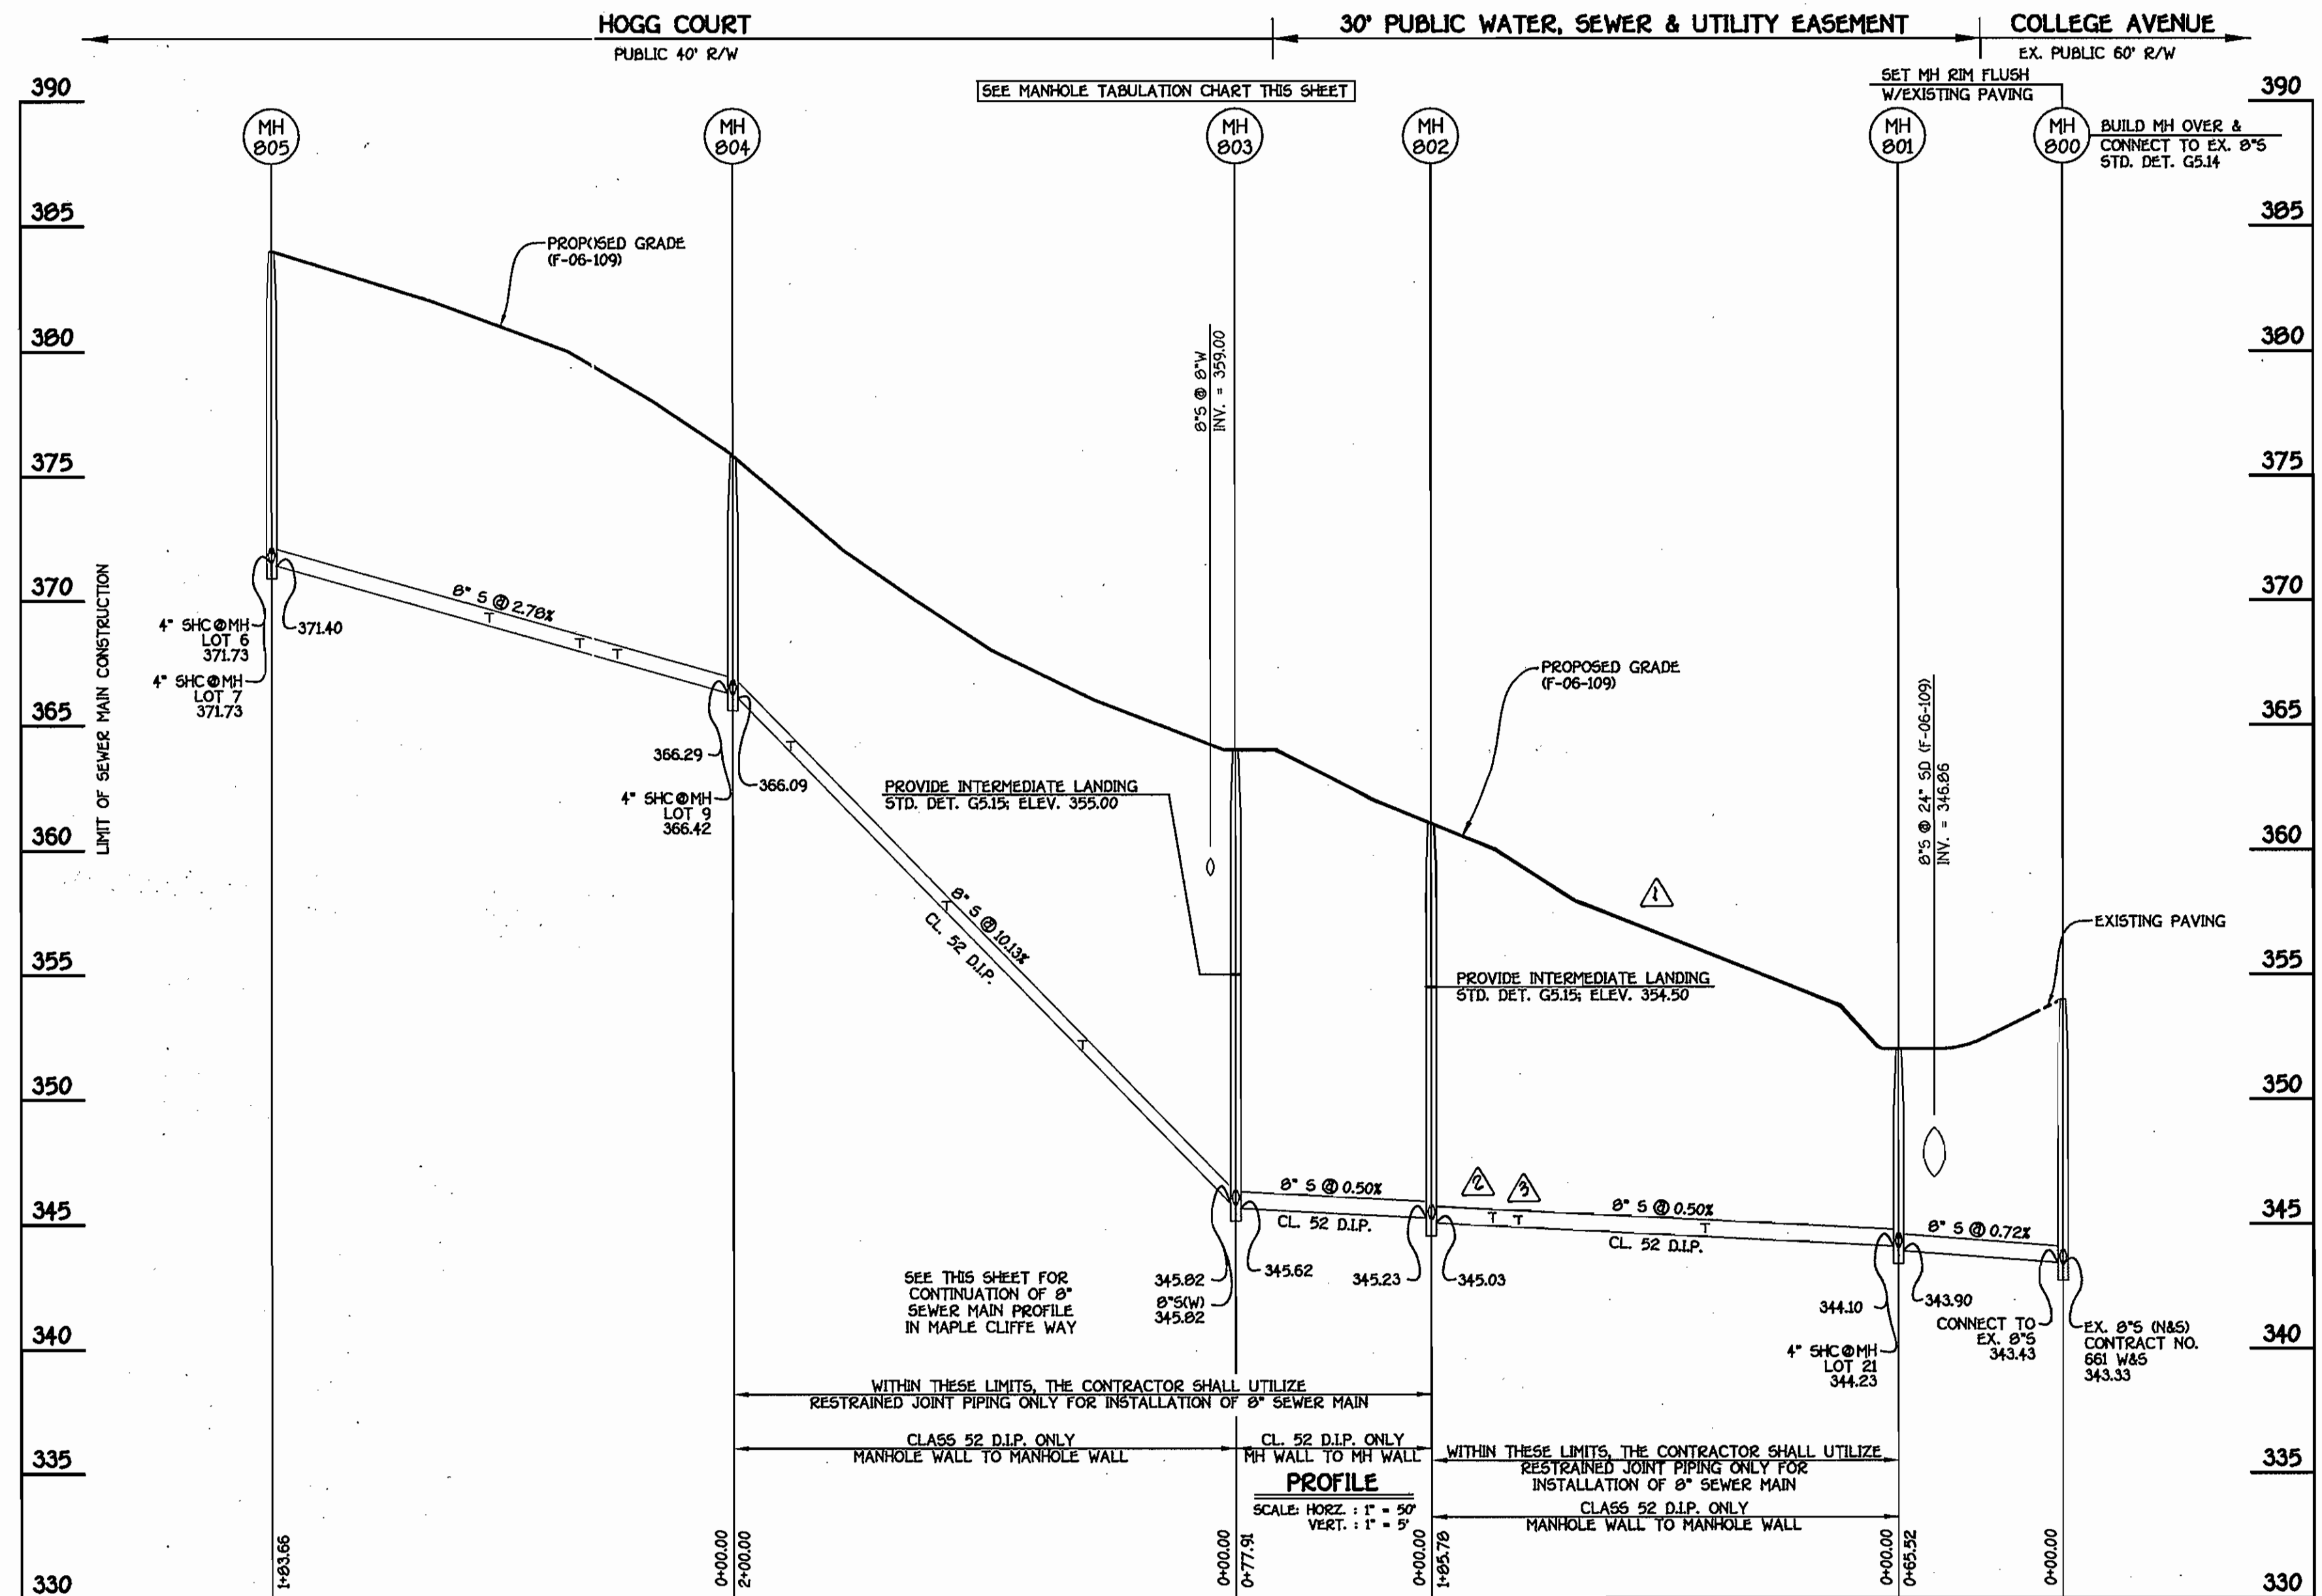 HOGG COURT
PUBLIC 40' R/W
30' PUBLIC WATER, SEWER & UTILITY EASEMENT
COLLEGE AVENUE
EX. PUBLIC 60' R/W
SEE MANHOLE TABULATION CHART THIS SHEET
SET MH RIM FLUSH
W/EXISTING PAVING
390
390
MH
805
MH
804
MH
803
MH
802
MH
801
MH
800
BUILD MH OVER &
CONNECT TO EX. 8"S
STD. DET. G5.14
385
385
PROPOSED GRADE
(F-06-109)
380
380
8"S @ 8"W
INV. = 359.00
375
375
370
370
LIMIT OF SEWER MAIN CONSTRUCTION
8" S @ 2.78%
T
T
T
4" SHC@MH
LOT 6
371.73
371.40
4" SHC@MH
LOT 7
371.73
PROPOSED GRADE
(F-06-109)
8"S @ 24" SD (F-06-109)
INV. = 346.86
365
365
366.29
366.09
T
4" SHC@MH
LOT 9
366.42
PROVIDE INTERMEDIATE LANDING
STD. DET. G5.15; ELEV. 355.00
360
360
8" S @ 10.13%
T
CL. 52 D.I.P.
T
1
EXISTING PAVING
355
355
PROVIDE INTERMEDIATE LANDING
STD. DET. G5.15; ELEV. 354.50
350
350
345
345
8" S @ 0.50%
CL. 52 D.I.P.
2
3
8" S @ 0.50%
T
T
T
CL. 52 D.I.P.
8" S @ 0.72%
SEE THIS SHEET FOR
CONTINUATION OF 8"
SEWER MAIN PROFILE
IN MAPLE CLIFFE WAY
345.82
8"S(W)
345.82
345.62
345.23
345.03
344.10
343.90
4" SHC@MH
LOT 21
344.23
CONNECT TO
EX. 8"S
343.43
EX. 8"S (N&S)
CONTRACT NO.
661 W&S
343.33
340
340
WITHIN THESE LIMITS, THE CONTRACTOR SHALL UTILIZE
RESTRAINED JOINT PIPING ONLY FOR INSTALLATION OF 8" SEWER MAIN
CLASS 52 D.I.P. ONLY
MANHOLE WALL TO MANHOLE WALL
CL. 52 D.I.P. ONLY
MH WALL TO MH WALL
WITHIN THESE LIMITS, THE CONTRACTOR SHALL UTILIZE
RESTRAINED JOINT PIPING ONLY FOR
INSTALLATION OF 8" SEWER MAIN
335
335
PROFILE
SCALE: HORZ. : 1" = 50'
VERT. : 1" = 5'
CLASS 52 D.I.P. ONLY
MANHOLE WALL TO MANHOLE WALL
1+83.66
0+00.00
2+00.00
0+00.00
0+77.91
0+00.00
1+85.78
0+00.00
0+65.52
0+00.00
330
330